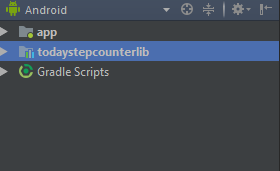 Android
app
todaystepcounterlib
Gradle Scripts